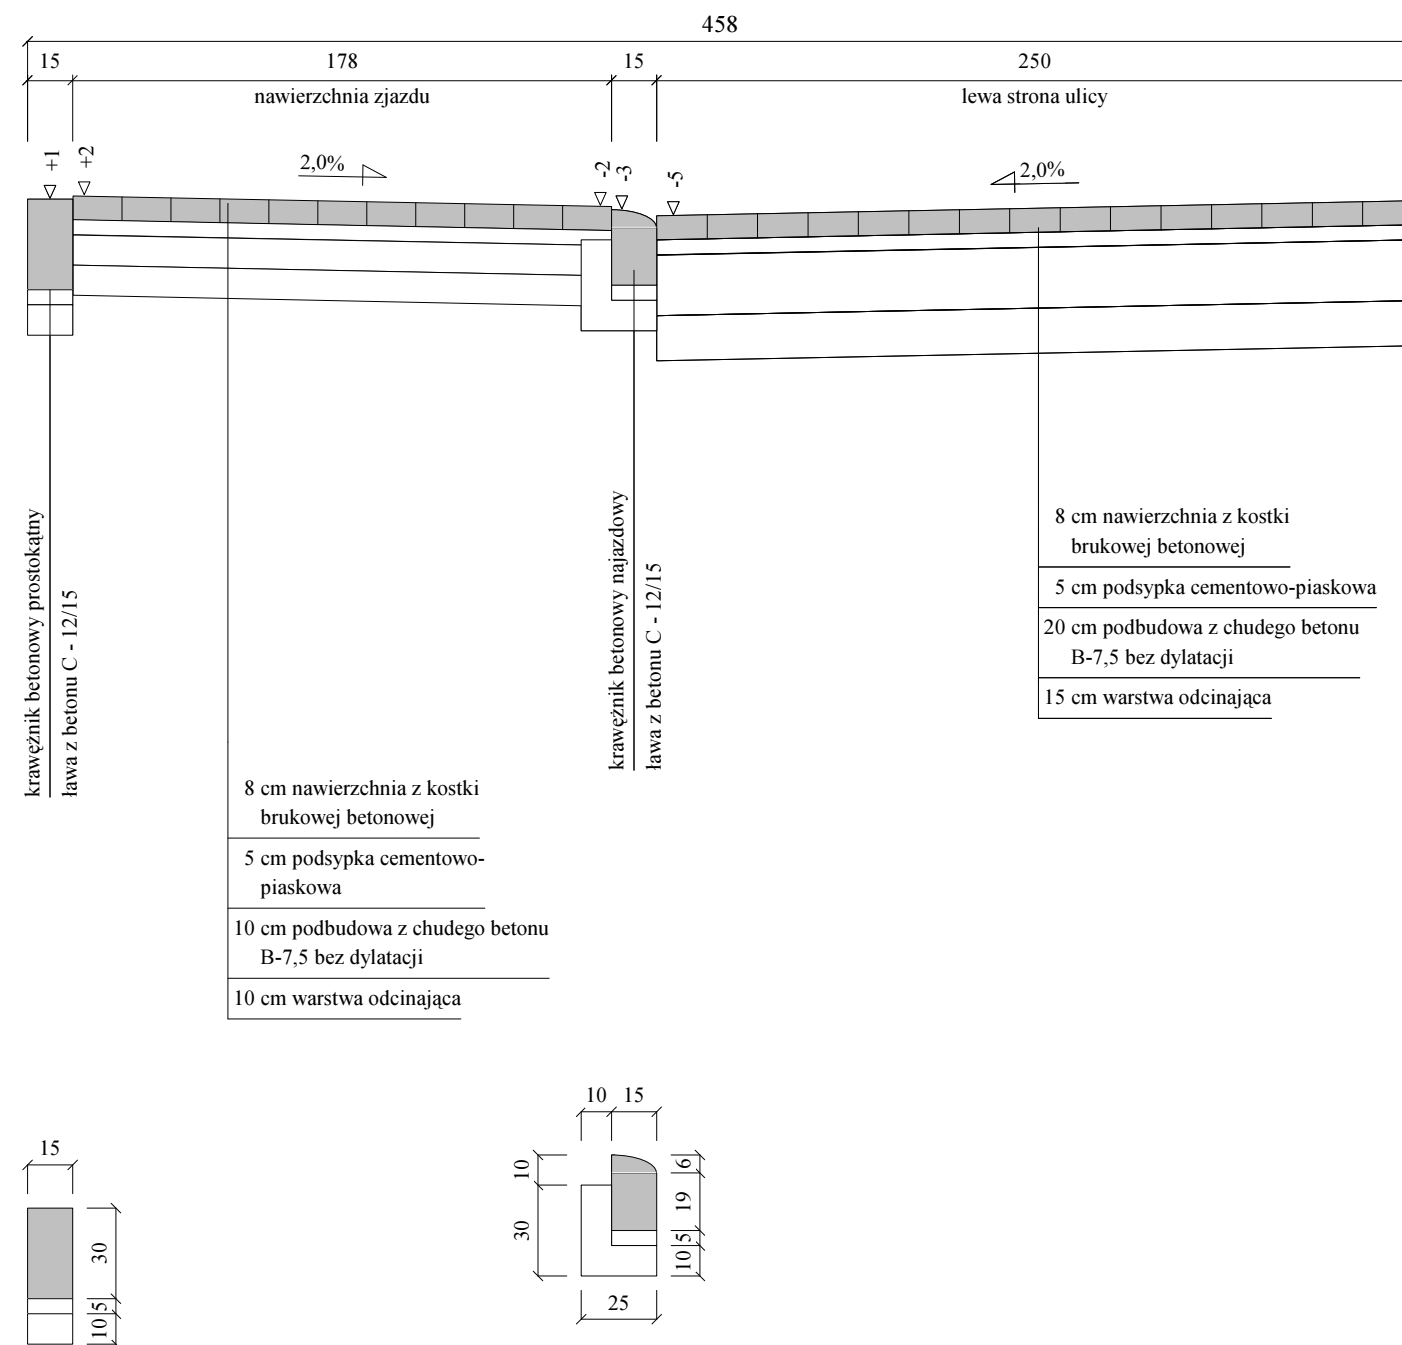 458
15
178
15
250
nawierzchnia zjazdu
lewa strona ulicy
+1
+2
2,0%
-2
-3
-5
2,0%
krawężnik betonowy prostokątny
ława z betonu C - 12/15
krawężnik betonowy najazdowy
ława z betonu C - 12/15
8 cm nawierzchnia z kostki
brukowej betonowej
5 cm podsypka cementowo-piaskowa
20 cm podbudowa z chudego betonu
B-7,5 bez dylatacji
15 cm warstwa odcinająca
8 cm nawierzchnia z kostki
brukowej betonowej
5 cm podsypka cementowo-
piaskowa
10 cm podbudowa z chudego betonu
B-7,5 bez dylatacji
10 cm warstwa odcinająca
15
30
5
10
10
15
10
30
6
19
5
10
25